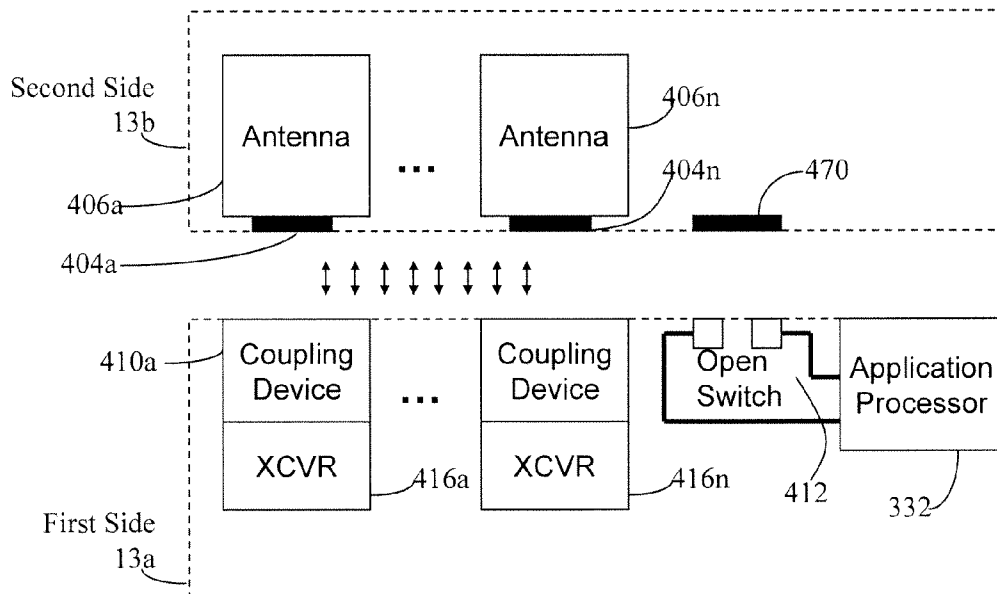 Second Side
13b
Antenna
...
Antenna
406n
404n
470
406a
404a
410a
Coupling
Device
...
Coupling
Device
Open
Switch
Application
Processor
XCVR
416a
XCVR
416n
412
332
First Side
13a